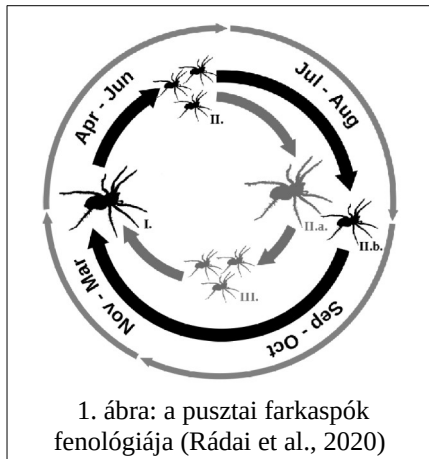 Apr - Jun
Jul - Aug
II.
I.
II.a.
II.b.
III.
Nov - Mar
Sep - Oct
1. ábra: a pusztai farkaspók
fenológiája (Rádai et al., 2020)